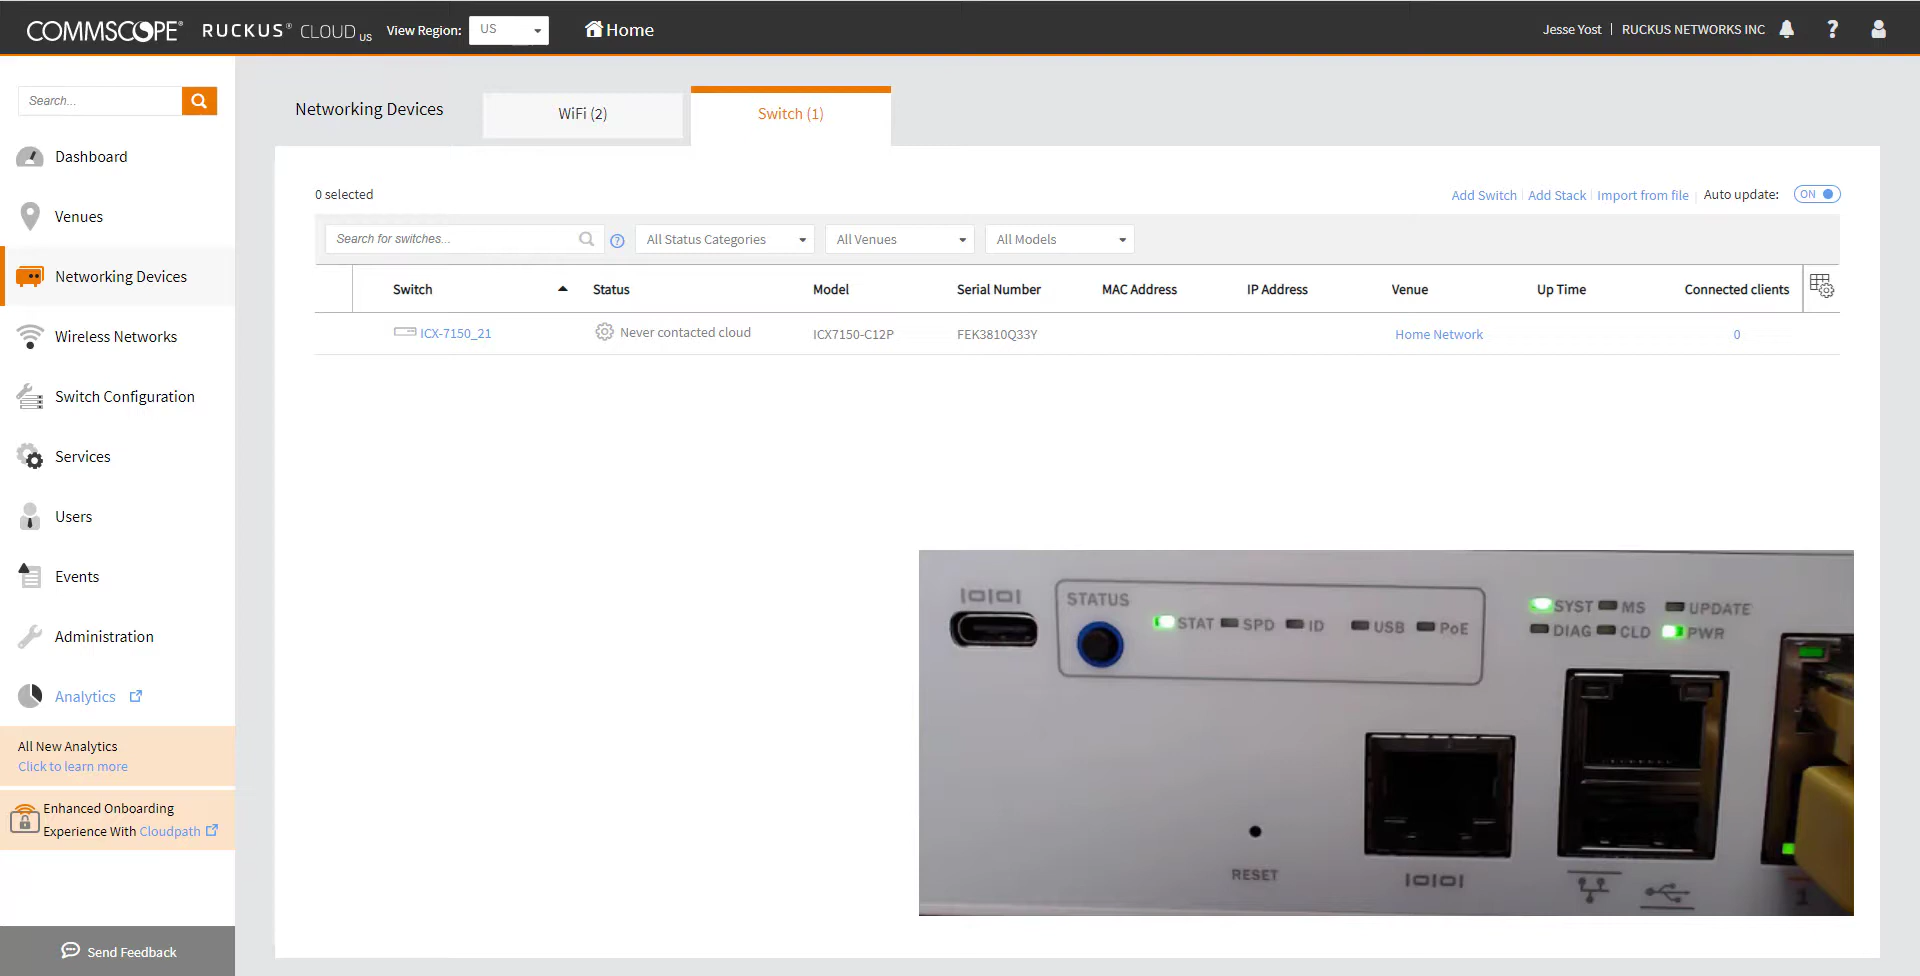 COMMSCOPE® RUCKUS® CLOUD US View Region: US Home Jesse Yost | RUCKUS NETWORKS INC ?
Search...
Dashboard
Venues
Networking Devices
Wireless Networks
Switch Configuration
Services
Users
Events
Administration
Analytics
All New Analytics
Click to learn more
Enhanced Onboarding
Experience With Cloudpath
Send Feedback
Networking Devices WiFi (2) Switch (1)
0 selected Add Switch | Add Stack | Import from file | Auto update: ON
Search for switches... ? All Status Categories All Venues All Models
Switch Status Model Serial Number MAC Address IP Address Venue Up Time Connected clients
ICX-7150_21 Never contacted cloud ICX7150-C12P FEK3810Q33Y Home Network 0
|O|O| STATUS
STAT SPD ID USB PoE
SYST MS UPDATE
DIAG CLD PWR
RESET |O|O| 1